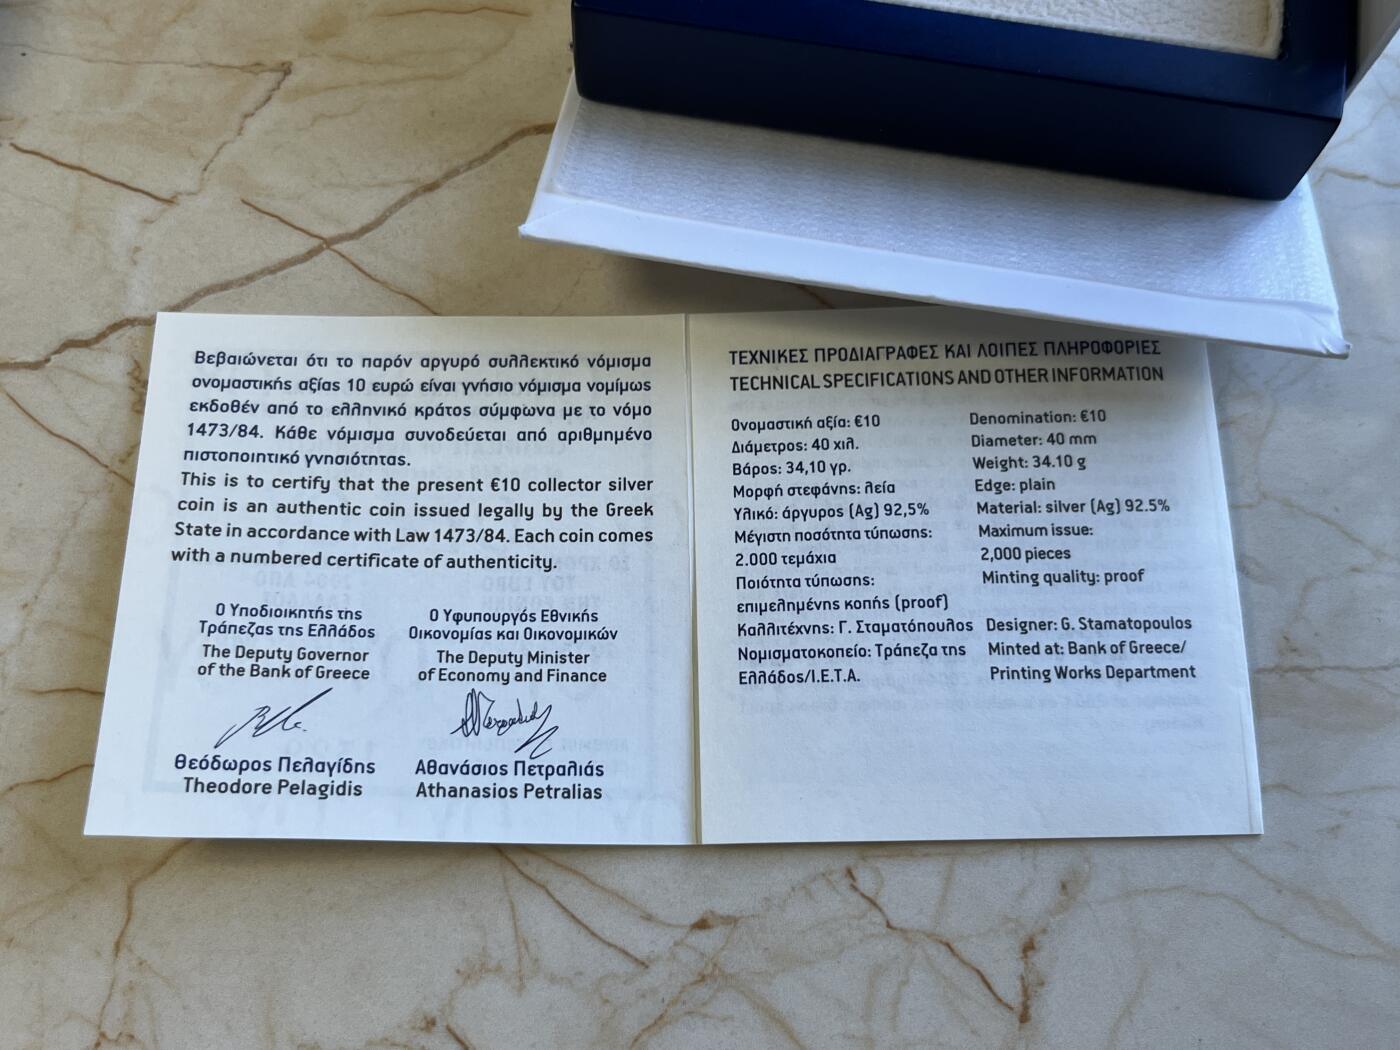 Βεβαιώνεται ότι το παρόν αργυρό συλλεκτικό νόμισμα
ονομαστικής αξίας 10 ευρώ είναι γνήσιο νόμισμα νομίμως
εκδοθέν από το ελληνικό κράτος σύμφωνα με το νόμο
1473/84. Κάθε νόμισμα συνοδεύεται από αριθμημένο
πιστοποιητικό γνησιότητας.
This is to certify that the present €10 collector silver
coin is an authentic coin issued legally by the Greek
State in accordance with Law 1473/84. Each coin comes
with a numbered certificate of authenticity.
Ο Υποδιοικητής της
Τράπεζας της Ελλάδος
The Deputy Governor
of the Bank of Greece
Θεόδωρος Πελαγίδης
Theodore Pelagidis
Ο Υφυπουργός Εθνικής
Οικονομίας και Οικονομικών
The Deputy Minister
of Economy and Finance
Αθανάσιος Πετραλιάς
Athanasios Petralias
ΤΕΧΝΙΚΕΣ ΠΡΟΔΙΑΓΡΑΦΕΣ ΚΑΙ ΛΟΙΠΕΣ ΠΛΗΡΟΦΟΡΙΕΣ
TECHNICAL SPECIFICATIONS AND OTHER INFORMATION
Ονομαστική αξία: €10
Διάμετρος: 40 χιλ.
Βάρος: 34,10 γρ.
Μορφή στεφάνης: λεία
Υλικό: άργυρος (Ag) 92,5%
Μέγιστη ποσότητα τύπωσης:
2.000 τεμάχια
Ποιότητα τύπωσης:
επιμελημένης κοπής (proof)
Καλλιτέχνης: Γ. Σταματόπουλος
Νομισματοκοπείο: Τράπεζα της
Ελλάδος/Ι.Ε.Τ.Α.
Denomination: €10
Diameter: 40 mm
Weight: 34.10 g
Edge: plain
Material: silver (Ag) 92.5%
Maximum issue:
2,000 pieces
Minting quality: proof
Designer: G. Stamatopoulos
Minted at: Bank of Greece/
Printing Works Department